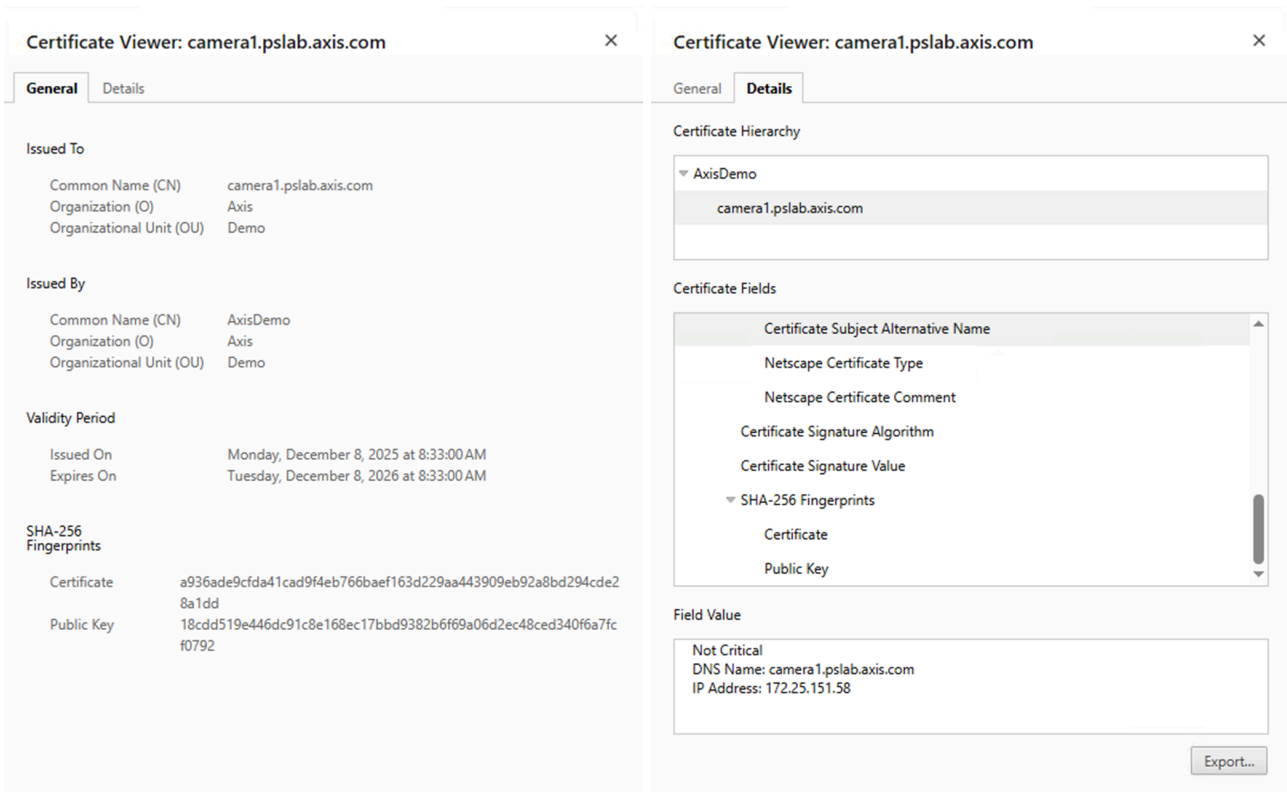 Certificate Viewer: camera1.pslab.axis.com
General Details
Issued To
Common Name (CN) camera1.pslab.axis.com
Organization (O) Axis
Organizational Unit (OU) Demo
Issued By
Common Name (CN) AxisDemo
Organization (O) Axis
Organizational Unit (OU) Demo
Validity Period
Issued On Monday, December 8, 2025 at 8:33:00 AM
Expires On Tuesday, December 8, 2026 at 8:33:00 AM
SHA-256
Fingerprints
Certificate a936ade9cfda41cad9f4eb766baef163d229aa443909eb92a8bd294cde2
8a1dd
Public Key 18cdd519e446dc91c8e168ec17bbd9382b6f69a06d2ec48ced340f6a7fc
f0792
Certificate Viewer: camera1.pslab.axis.com
General Details
Certificate Hierarchy
AxisDemo
camera1.pslab.axis.com
Certificate Fields
Certificate Subject Alternative Name
Netscape Certificate Type
Netscape Certificate Comment
Certificate Signature Algorithm
Certificate Signature Value
SHA-256 Fingerprints
Certificate
Public Key
Field Value
Not Critical
DNS Name: camera1.pslab.axis.com
IP Address: 172.25.151.58
Export...